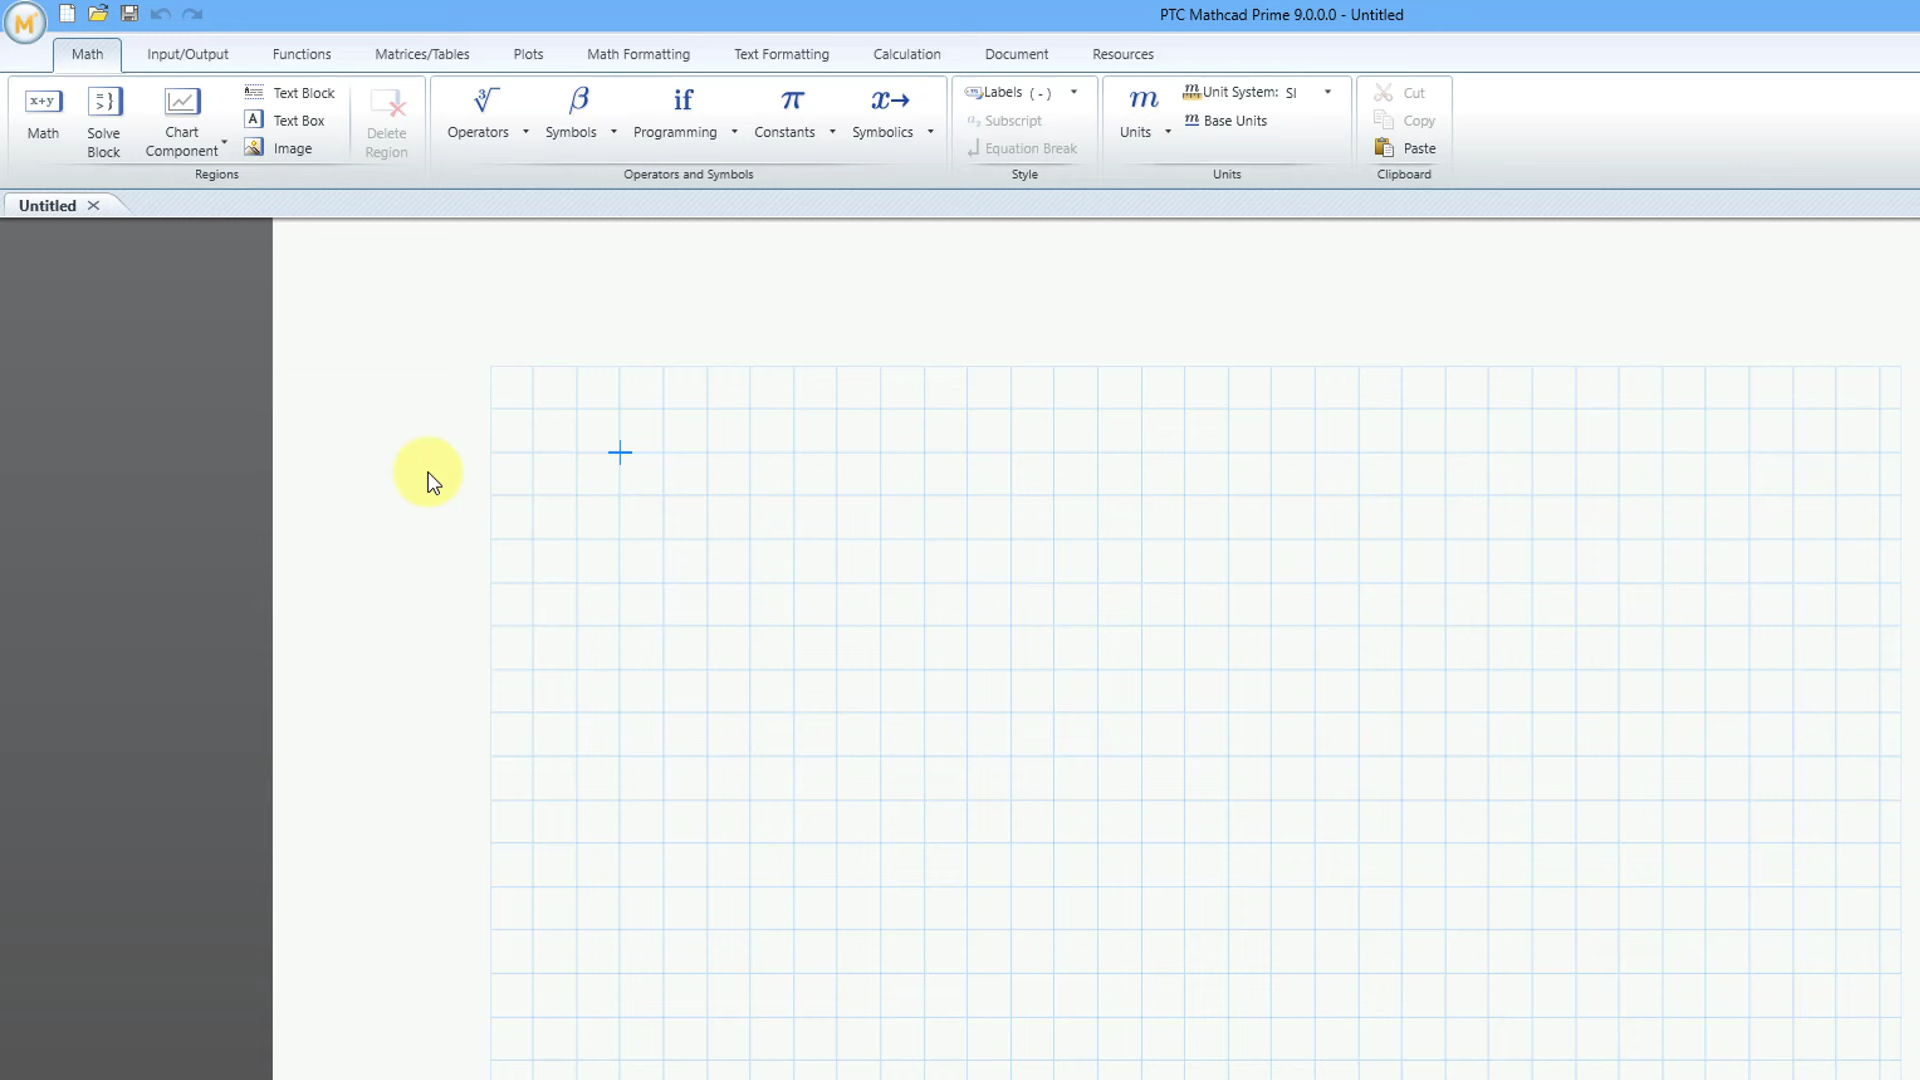 PTC Mathcad Prime 9.0.0.0 - Untitled
Math Input/Output Functions Matrices/Tables Plots Math Formatting Text Formatting Calculation Document Resources
x+y
Math
Solve
Block
Chart
Component
Text Block
A Text Box
Image
Delete
Region
Regions
Operators
β
Symbols
if
Programming
π
Constants
x→
Symbolics
Operators and Symbols
Labels ( - )
Subscript
Equation Break
Style
m
Units
Unit System: SI
m Base Units
Units
Cut
Copy
Paste
Clipboard
Untitled